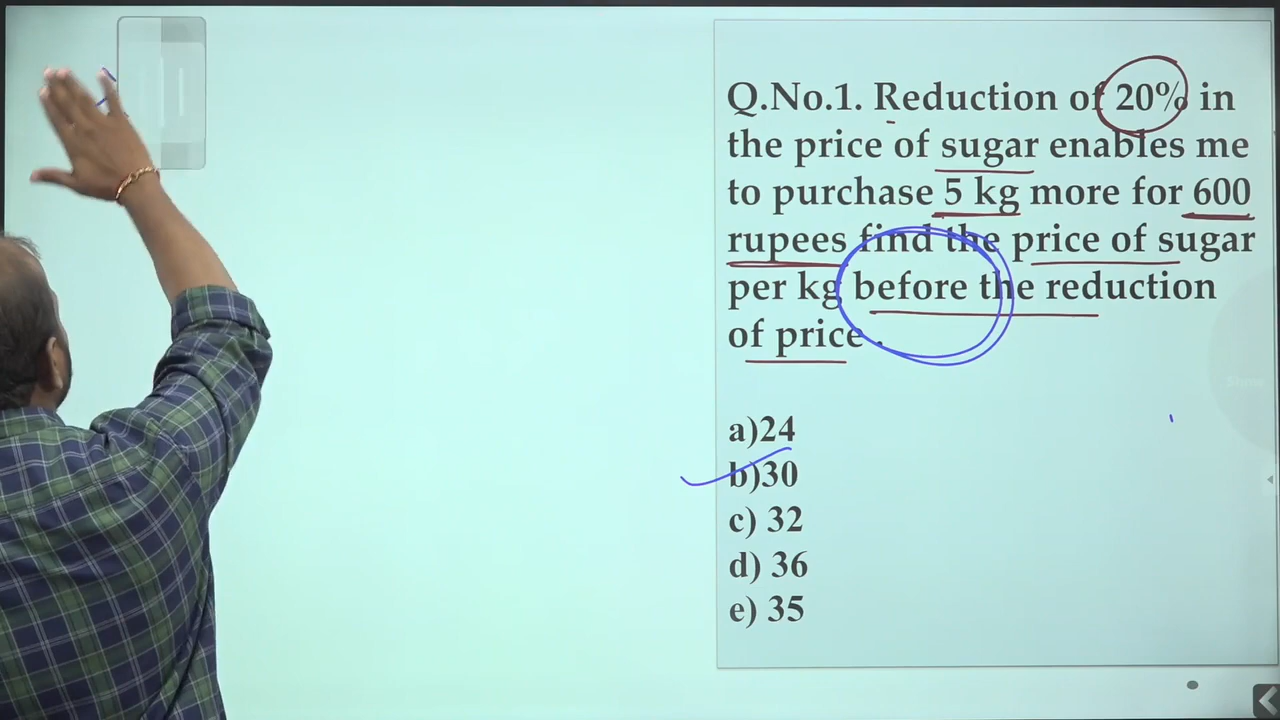 Q.No.1. Reduction of 20% in
the price of sugar enables me
to purchase 5 kg more for 600
rupees find the price of sugar
per kg before the reduction
of price .
a)24
b)30
c) 32
d) 36
e) 35